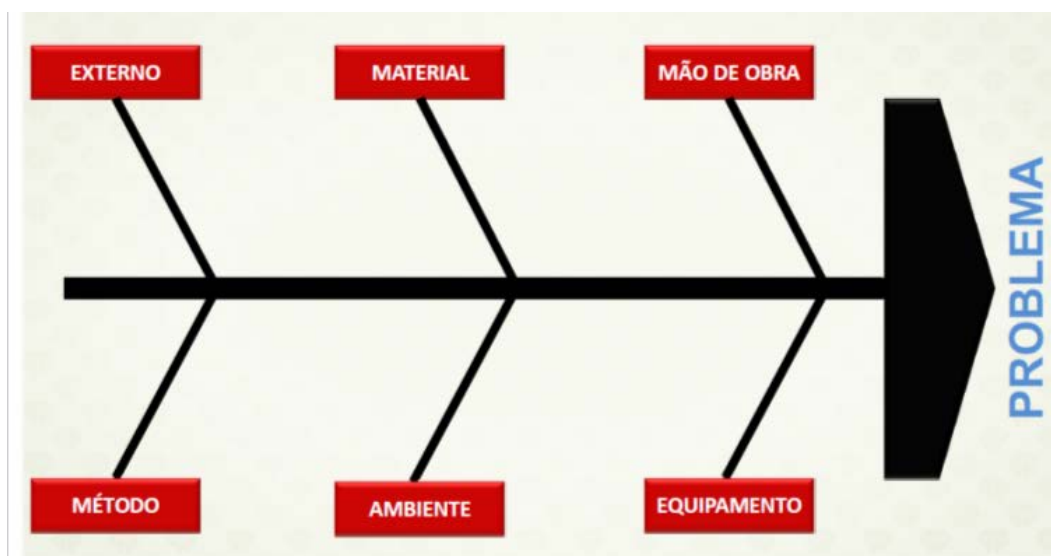 EXTERNO
MATERIAL
MÃO DE OBRA
PROBLEMA
MÉTODO
AMBIENTE
EQUIPAMENTO